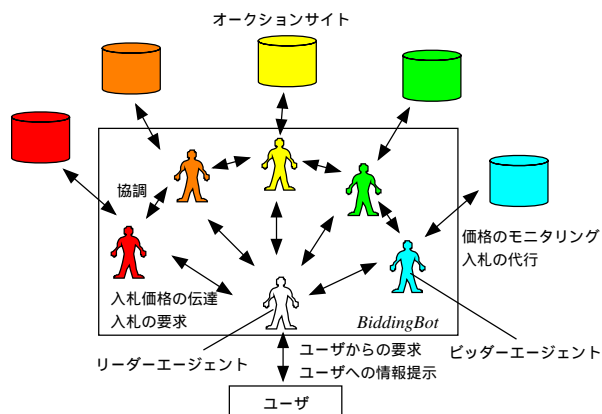 オークションサイト
協調
価格のモニタリング
入札の代行
入札価格の伝達
入札の要求
BiddingBot
リーダーエージェント
ユーザからの要求
ユーザへの情報提示
ビッダーエージェント
ユーザ